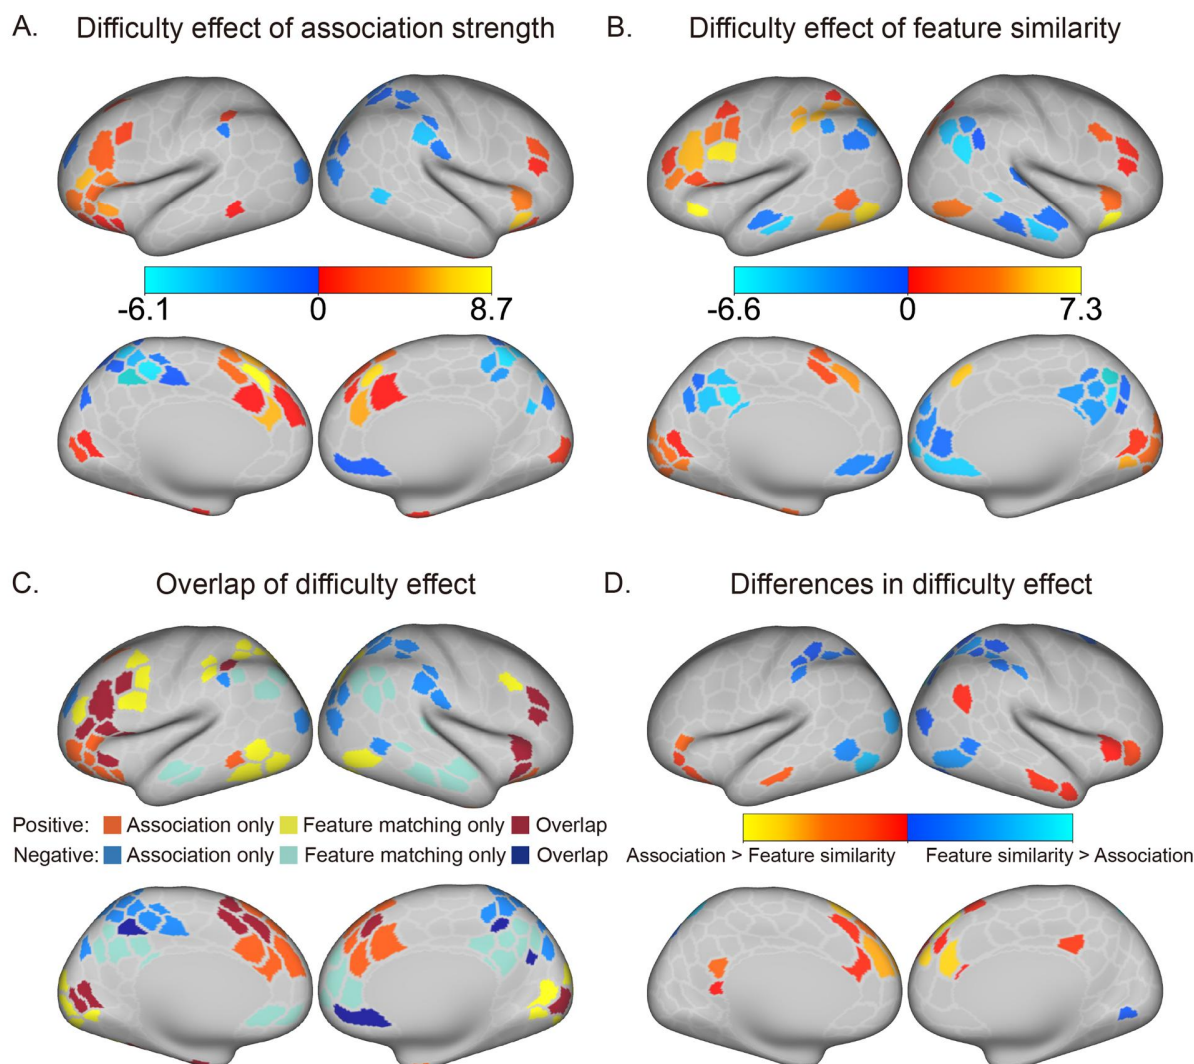 A. Difficulty effect of association strength
B. Difficulty effect of feature similarity
-6.1 0 8.7
-6.6 0 7.3
C. Overlap of difficulty effect
D. Differences in difficulty effect
Positive: Association only Feature matching only Overlap
Negative: Association only Feature matching only Overlap
Association > Feature similarity Feature similarity > Association